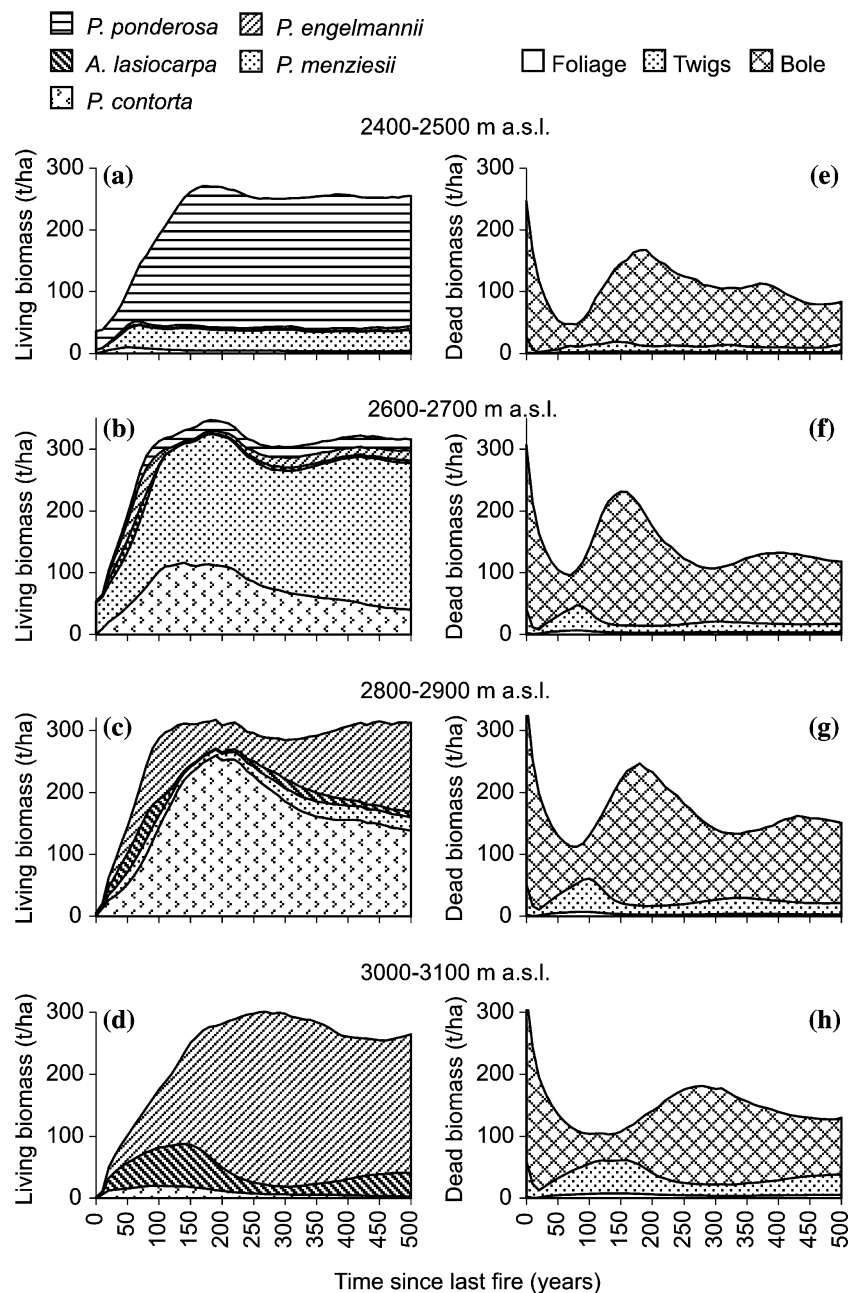 P. ponderosa P. engelmannii
A. lasiocarpa P. menziesii
P. contorta
Foliage Twigs Bole
2400-2500 m a.s.l.
(a)
Living biomass (t/ha)
300
200
100
0
(e)
Dead biomass (t/ha)
300
200
100
0
2600-2700 m a.s.l.
(b)
Living biomass (t/ha)
300
200
100
0
(f)
Dead biomass (t/ha)
300
200
100
0
2800-2900 m a.s.l.
(c)
Living biomass (t/ha)
300
200
100
0
(g)
Dead biomass (t/ha)
300
200
100
0
3000-3100 m a.s.l.
(d)
Living biomass (t/ha)
300
200
100
0
0 50 100 150 200 250 300 350 400 450 500
(h)
Dead biomass (t/ha)
300
200
100
0
0 50 100 150 200 250 300 350 400 450 500
Time since last fire (years)